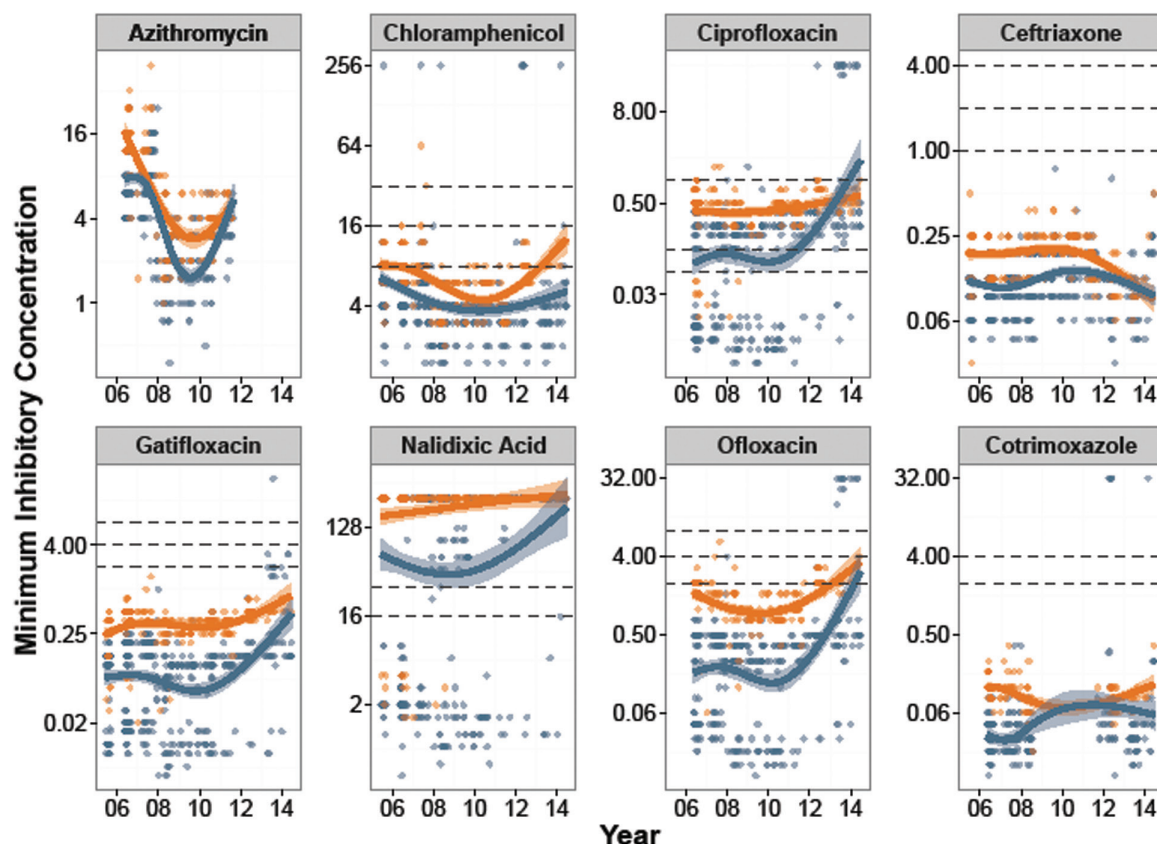 Azithromycin Chloramphenicol Ciprofloxacin Ceftriaxone
16 4 1
256 64 16 4
8.00 0.50 0.03
4.00 1.00 0.25 0.06
06 08 10 12 14 06 08 10 12 14 06 08 10 12 14 06 08 10 12 14
Minimum Inhibitory Concentration
Gatifloxacin Nalidixic Acid Ofloxacin Cotrimoxazole
4.00 0.25 0.02
128 16 2
32.00 4.00 0.50 0.06
32.00 4.00 0.50 0.06
06 08 10 12 14 06 08 10 12 14 06 08 10 12 14 06 08 10 12 14
Year